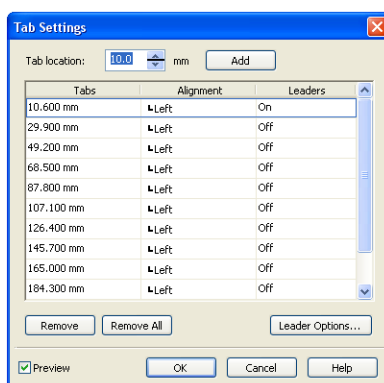 Tab Settings
Tab location: 10.0 mm Add
Tabs Alignment Leaders
10.600 mm Left On
29.900 mm Left Off
49.200 mm Left Off
68.500 mm Left Off
87.800 mm Left Off
107.100 mm Left Off
126.400 mm Left Off
145.700 mm Left Off
165.000 mm Left Off
184.300 mm Left Off
Remove Remove All Leader Options...
Preview OK Cancel Help